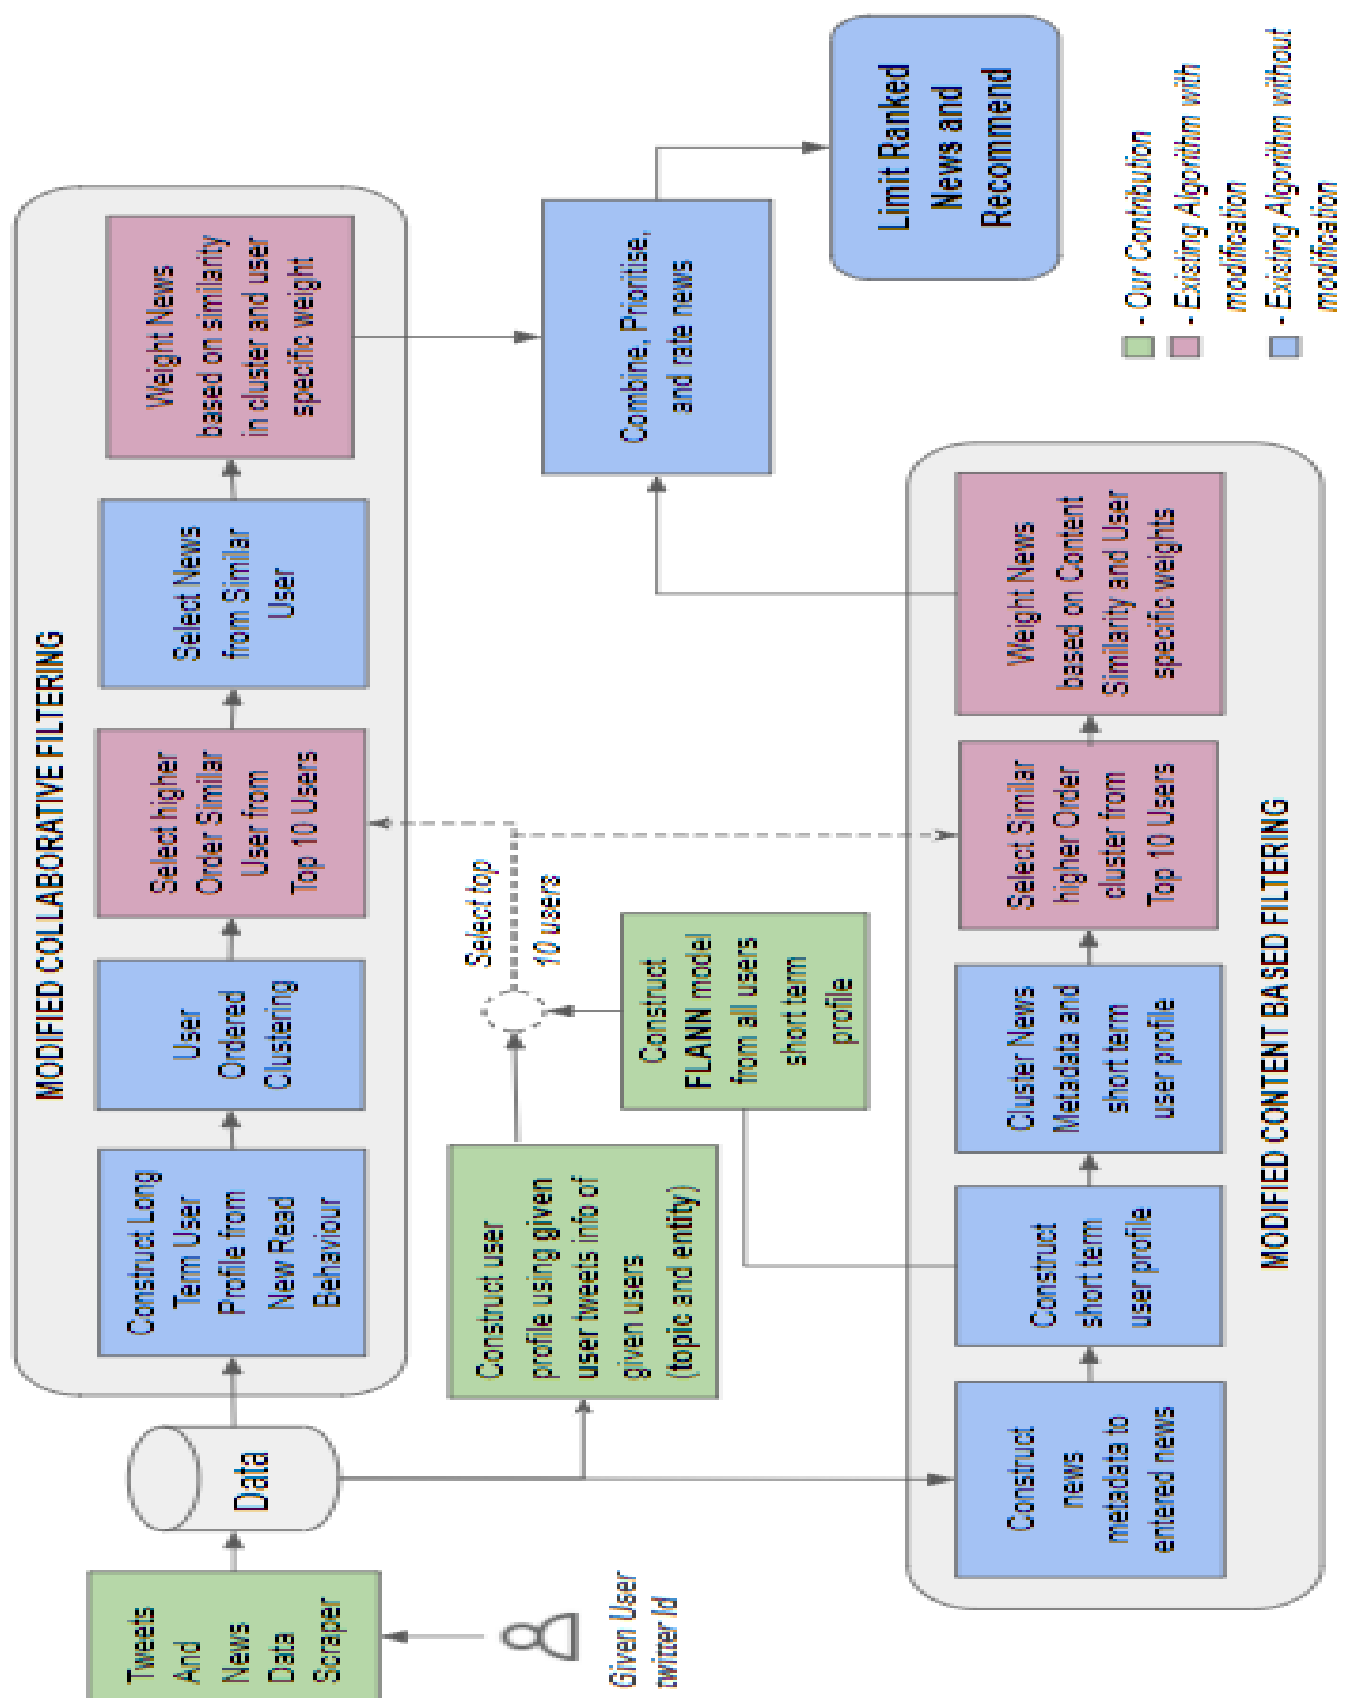 MODIFIED COLLABORATIVE FILTERING
Tweets
And
News
Data
Scraper
Given User
twitter Id
Data
Construct Long
Term User
Profile from
New Read
Behaviour
User
Ordered
Clustering
Select higher
Order Similar
User from
Top 10 Users
Select News
from Similar
User
Weight News
based on similarity
in cluster and user
specific weight
Construct user
profile using given
user tweets info of
given users
(topic and entity)
Select top
10 users
Construct
FLANN model
from all users
short term
profile
Combine, Prioritise,
and rate news
Limit Ranked
News and
Recommend
Construct
news
metadata to
entered news
Construct
short term
user profile
Cluster News
Metadata and
short term
user profile
Select Similar
higher Order
cluster from
Top 10 Users
Weight News
based on Content
Similarity and User
specific weights
MODIFIED CONTENT BASED FILTERING
- Our Contribution
- Existing Algorithm with
modification
- Existing Algorithm without
modification